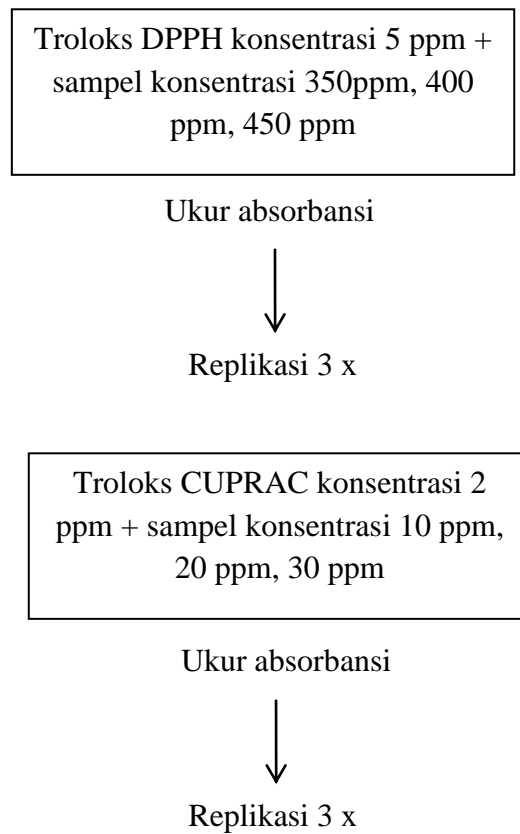 Troloks DPPH konsentrasi 5 ppm +
sampel konsentrasi 350ppm, 400
ppm, 450 ppm
Ukur absorbansi
Replikasi 3 x
Troloks CUPRAC konsentrasi 2
ppm + sampel konsentrasi 10 ppm,
20 ppm, 30 ppm
Ukur absorbansi
Replikasi 3 x